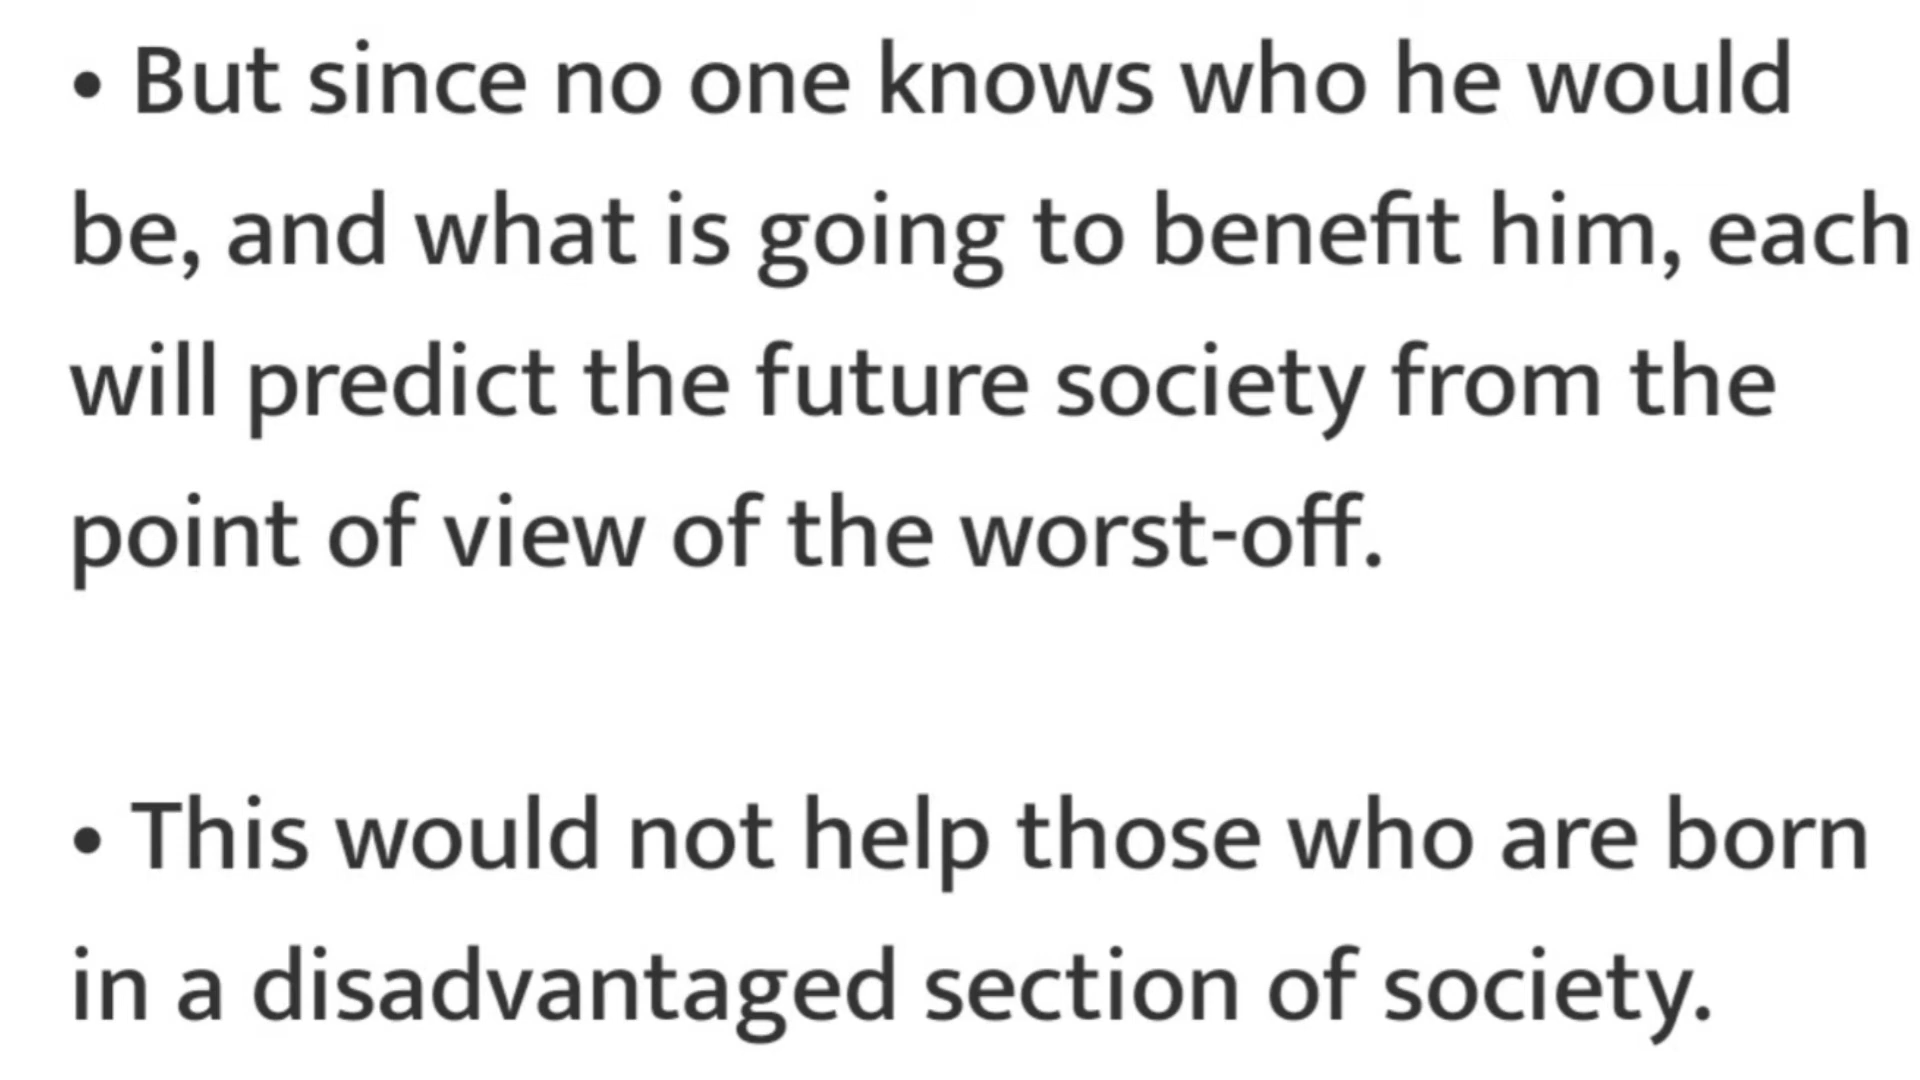 • But since no one knows who he would
be, and what is going to benefit him, each
will predict the future society from the
point of view of the worst-off.
• This would not help those who are born
in a disadvantaged section of society.